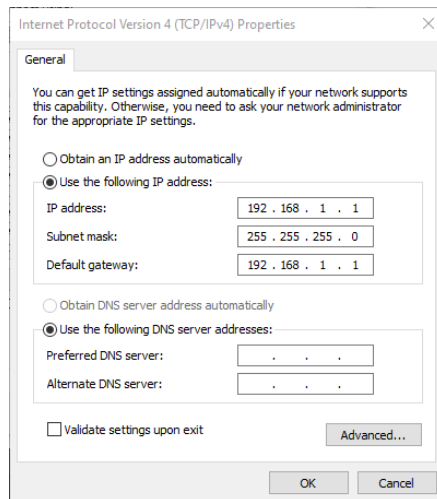 Internet Protocol Version 4 (TCP/IPv4) Properties
General
You can get IP settings assigned automatically if your network supports
this capability. Otherwise, you need to ask your network administrator
for the appropriate IP settings.
Obtain an IP address automatically
Use the following IP address:
IP address: 192 . 168 . 1 . 1
Subnet mask: 255 . 255 . 255 . 0
Default gateway: 192 . 168 . 1 . 1
Obtain DNS server address automatically
Use the following DNS server addresses:
Preferred DNS server: . . .
Alternate DNS server: . . .
Validate settings upon exit
Advanced...
OK Cancel